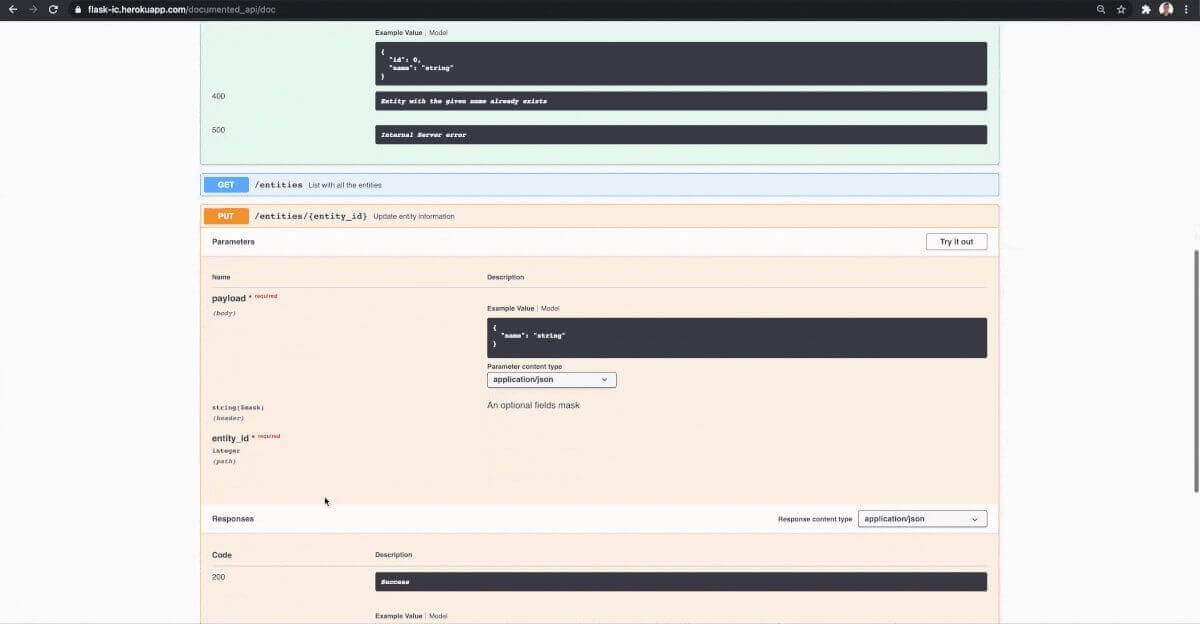 flask-ic.herokuapp.com/documented_api/doc
Example Value | Model
{
"id": 0,
"name": "string"
}
400
Entity with the given name already exists
500
Internal Server error
GET /entities List with all the entities
PUT /entities/{entity_id} Update entity information
Parameters
Try it out
Name Description
payload * required
(body)
Example Value | Model
{
"name": "string"
}
Parameter content type
application/json
string($mask)
(header)
An optional fields mask
entity_id * required
integer
(path)
Responses
Response content type application/json
Code Description
200
Success
Example Value | Model